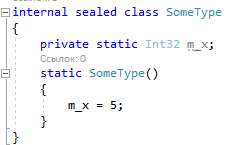 internal sealed class SomeType
{
private static Int32 m_x;
Ссылок: 0
static SomeType()
{
m_x = 5;
}
}